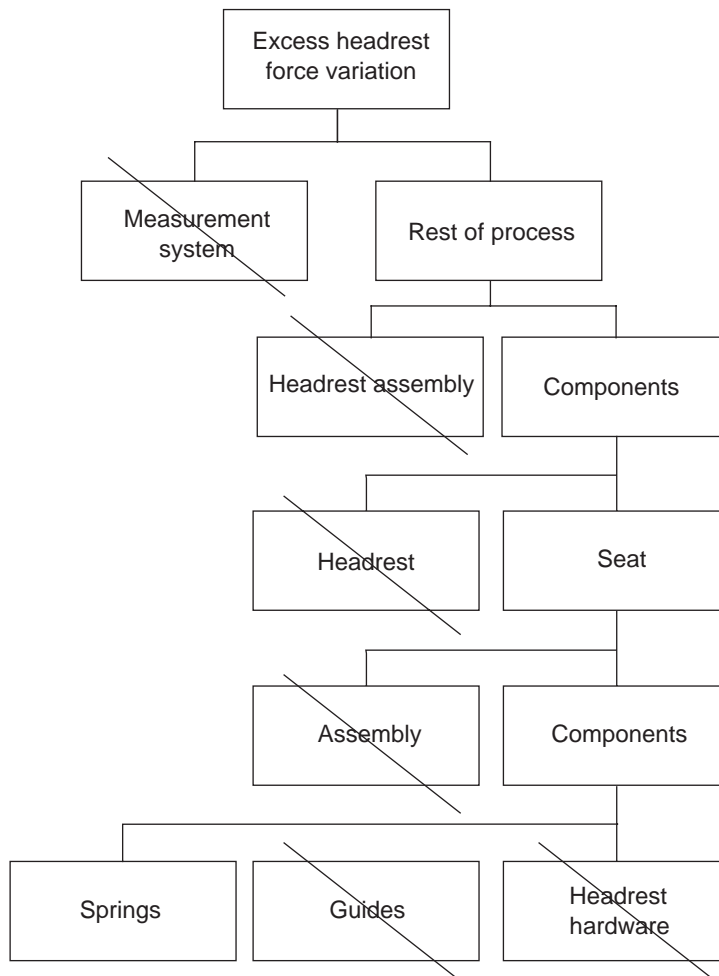 Excess headrest
force variation
Measurement
system
Rest of process
Headrest assembly
Components
Headrest
Seat
Assembly
Components
Springs
Guides
Headrest
hardware